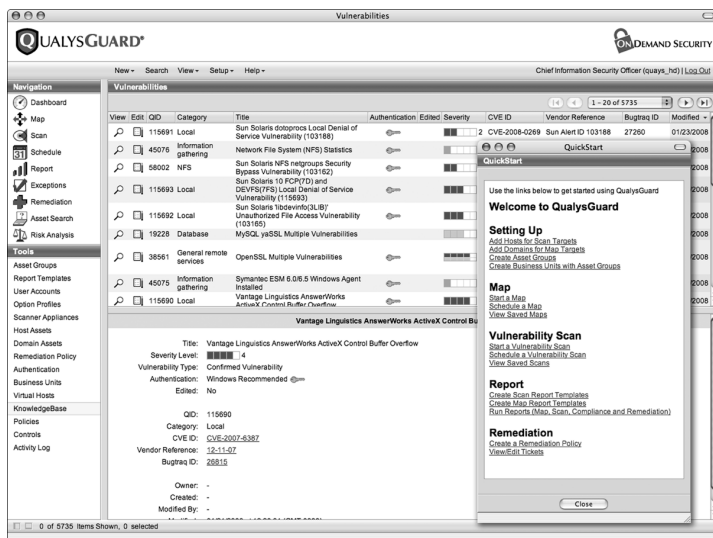 Vulnerabilities
QUALYSGUARD®
ONDEMAND SECURITY
New Search View Setup Help
Chief Information Security Officer (quays_hd) | Log Out
Navigation
Dashboard
Map
Scan
31 Schedule
Report
Exceptions
Remediation
Asset Search
Risk Analysis
Tools
Asset Groups
Report Templates
User Accounts
Option Profiles
Scanner Appliances
Host Assets
Domain Assets
Remediation Policy
Authentication
Business Units
Virtual Hosts
KnowledgeBase
Policies
Controls
Activity Log
Vulnerabilities
1 - 20 of 5735
View Edit QID Category Title Authentication Edited Severity CVE ID Vendor Reference Bugtraq ID Modified
115691 Local Sun Solaris dotoprocs Local Denial of Service Vulnerability (103188) 2 CVE-2008-0269 Sun Alert ID 103188 27260 01/23/2008
45076 Information gathering Network File System (NFS) Statistics 2008
58002 NFS Sun Solaris NFS netgroups Security Bypass Vulnerability (103162) 2008
115693 Local Sun Solaris 10 FCP(7D) and DEVFS(7FS) Local Denial of Service Vulnerability (115693) 2008
115692 Local Sun Solaris 'libdevinfo(3LIB)' Unauthorized File Access Vulnerability (103165) 2008
19228 Database MySQL yaSSL Multiple Vulnerabilities 2008
38561 General remote services OpenSSL Multiple Vulnerabilities 2008
45075 Information gathering Symantec ESM 6.0/6.5 Windows Agent Installed 2008
115690 Local Vantage Linguistics AnswerWorks ActiveX Control Buffer Overflow 2008
Vantage Linguistics AnswerWorks ActiveX Control Bu
Title: Vantage Linguistics AnswerWorks ActiveX Control Buffer Overflow
Severity Level: 4
Vulnerability Type: Confirmed Vulnerability
Authentication: Windows Recommended
Edited: No
QID: 115690
Category: Local
CVE ID: CVE-2007-6387
Vendor Reference: 12-11-07
Bugtraq ID: 26815
Owner: -
Created: -
Modified By: -
QuickStart
QuickStart
Use the links below to get started using QualysGuard
Welcome to QualysGuard
Setting Up
Add Hosts for Scan Targets
Add Domains for Map Targets
Create Asset Groups
Create Business Units with Asset Groups
Map
Start a Map
Schedule a Map
View Saved Maps
Vulnerability Scan
Start a Vulnerability Scan
Schedule a Vulnerability Scan
View Saved Scans
Report
Create Scan Report Templates
Create Map Report Templates
Run Reports (Map, Scan, Compliance and Remediation)
Remediation
Create a Remediation Policy
View/Edit Tickets
Close
0 of 5735 Items Shown, 0 selected